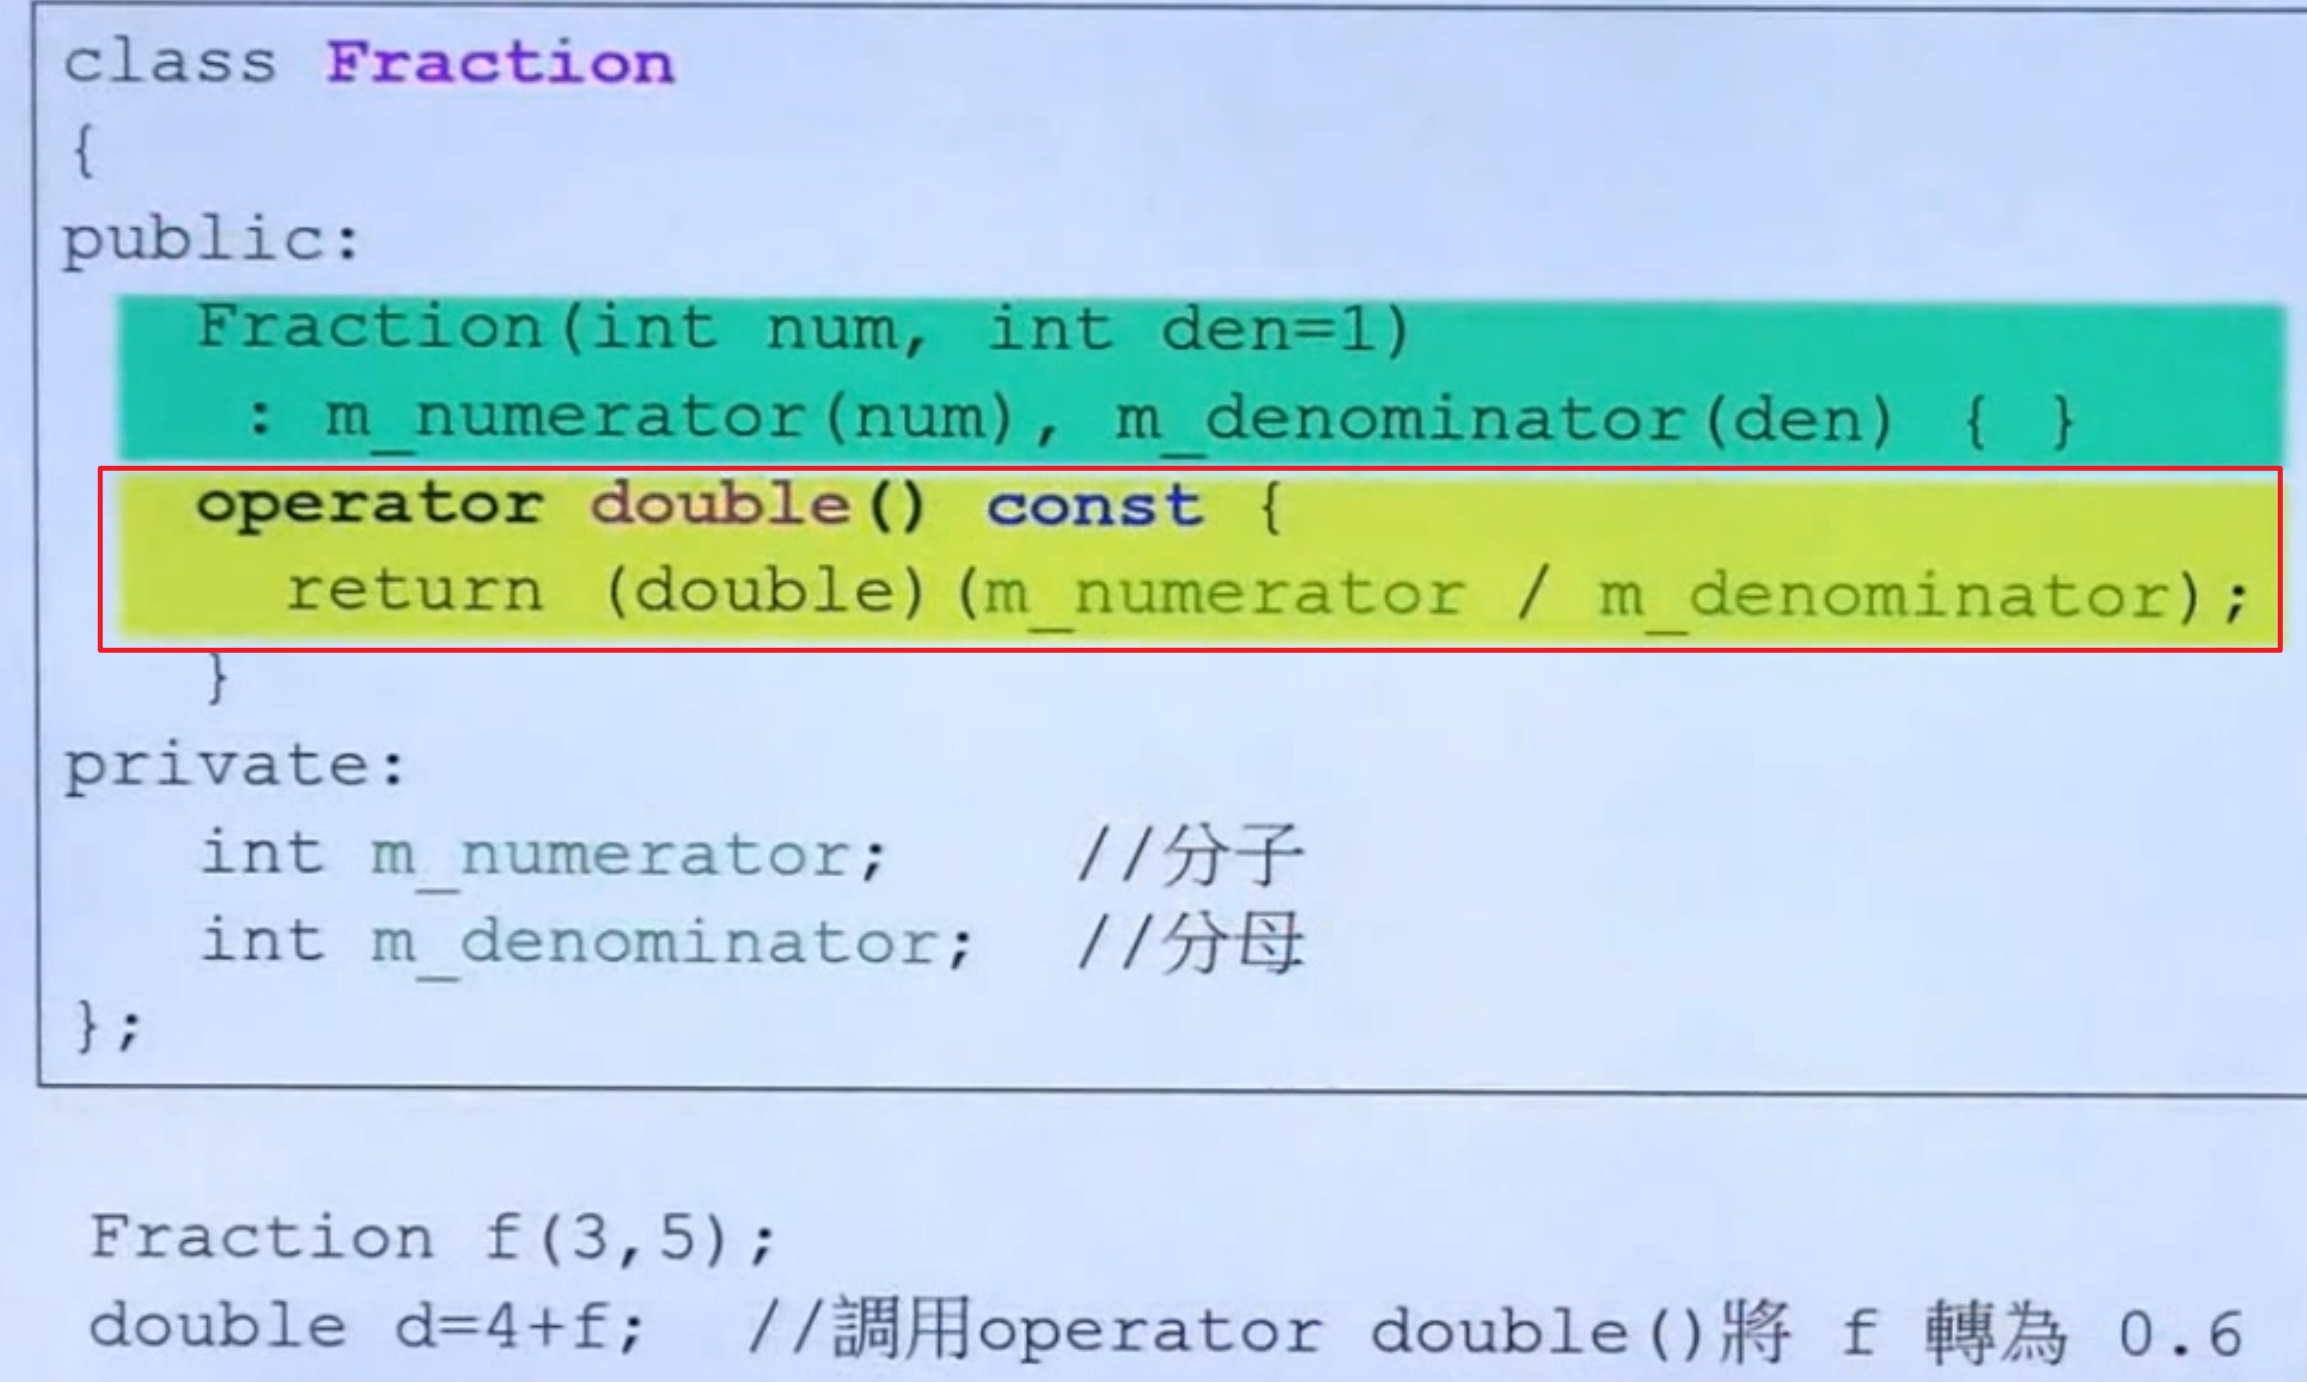 class Fraction
{
public:
Fraction(int num, int den=1)
: m_numerator(num), m_denominator(den) { }
operator double() const {
return (double)(m_numerator / m_denominator);
}
private:
int m_numerator; //分子
int m_denominator; //分母
};
Fraction f(3,5);
double d=4+f; //調用operator double()將 f 轉為 0.6